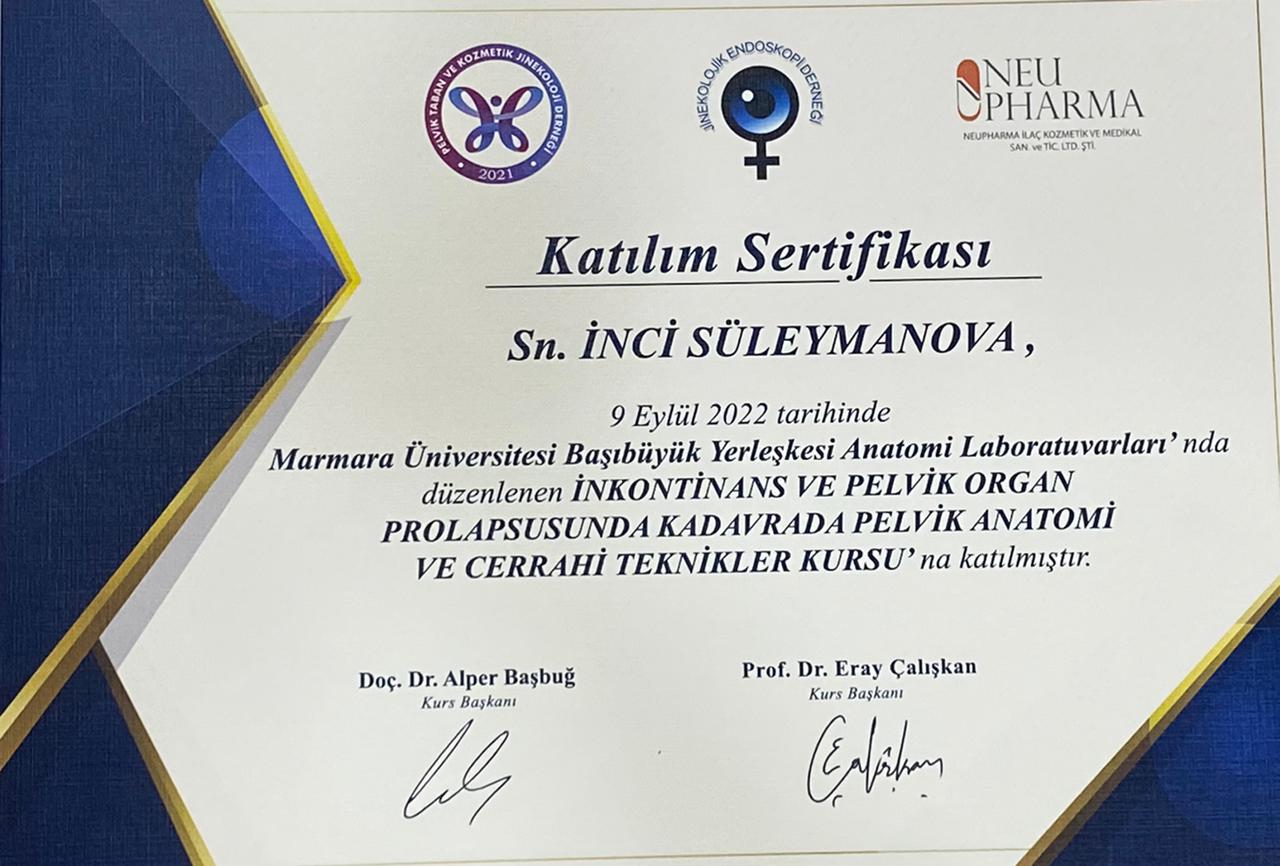 PELVİK TABAN VE KOZMETİK JİNEKOLOJİ DERNEĞİ
2021
JİNEKOLOJİK ENDOSKOPİ DERNEĞİ
NEU
PHARMA
NEUPHARMA İLAÇ KOZMETİK VE MEDİKAL
SAN. ve TİC. LTD. ŞTİ.
Katılım Sertifikası
Sn. İNCİ SÜLEYMANOVA ,
9 Eylül 2022 tarihinde
Marmara Üniversitesi Başıbüyük Yerleşkesi Anatomi Laboratuvarları’ nda
düzenlenen İNKONTİNANS VE PELVİK ORGAN
PROLAPSUSUNDA KADAVRADA PELVİK ANATOMİ
VE CERRAHİ TEKNİKLER KURSU’ na katılmıştır.
Doç. Dr. Alper Başbuğ
Kurs Başkanı
Prof. Dr. Eray Çalışkan
Kurs Başkanı